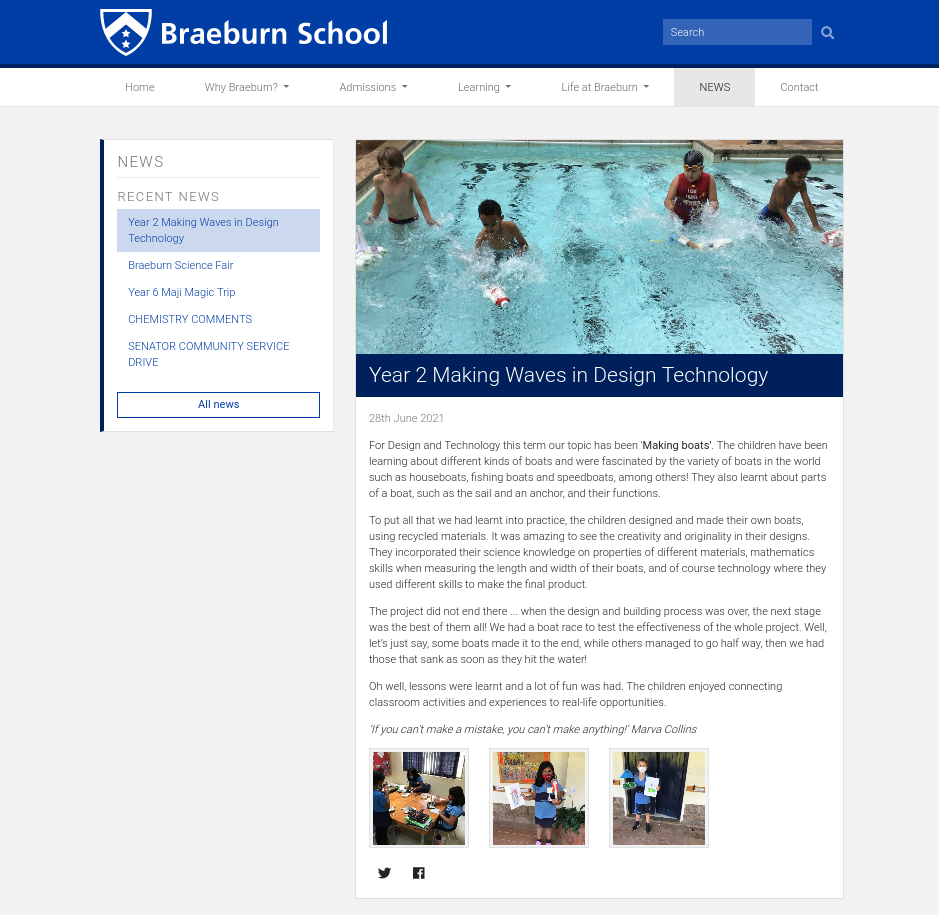 Braeburn School
Search
Home
Why Braeburn?
Admissions
Learning
Life at Braeburn
NEWS
Contact
NEWS
RECENT NEWS
Year 2 Making Waves in Design
Technology
Braeburn Science Fair
Year 6 Maji Magic Trip
CHEMISTRY COMMENTS
SENATOR COMMUNITY SERVICE
DRIVE
All news
Year 2 Making Waves in Design Technology
28th June 2021
For Design and Technology this term our topic has been 'Making boats'. The children have been
learning about different kinds of boats and were fascinated by the variety of boats in the world
such as houseboats, fishing boats and speedboats, among others! They also learnt about parts
of a boat, such as the sail and an anchor, and their functions.
To put all that we had learnt into practice, the children designed and made their own boats,
using recycled materials. It was amazing to see the creativity and originality in their designs.
They incorporated their science knowledge on properties of different materials, mathematics
skills when measuring the length and width of their boats, and of course technology where they
used different skills to make the final product.
The project did not end there ... when the design and building process was over, the next stage
was the best of them all! We had a boat race to test the effectiveness of the whole project. Well,
let's just say, some boats made it to the end, while others managed to go half way, then we had
those that sank as soon as they hit the water!
Oh well, lessons were learnt and a lot of fun was had. The children enjoyed connecting
classroom activities and experiences to real-life opportunities.
'If you can't make a mistake, you can't make anything!' Marva Collins